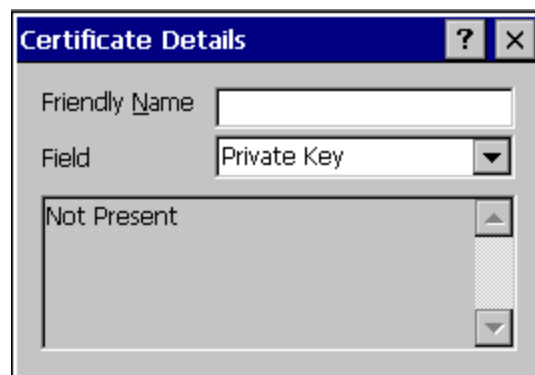 Certificate Details ? ×
Friendly Name
Field Private Key
Not Present